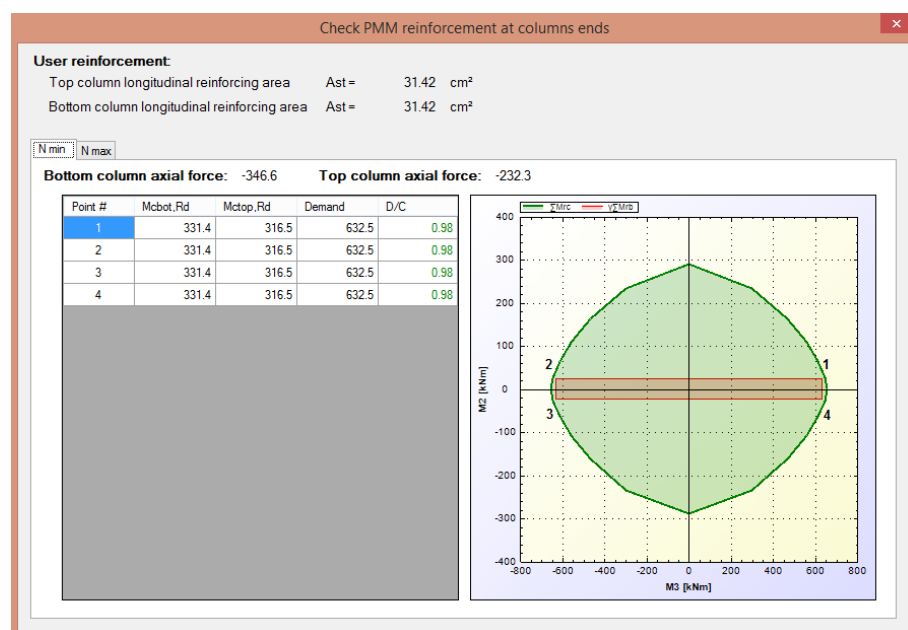 Check PMM reinforcement at columns ends
×
User reinforcement:
Top column longitudinal reinforcing area Ast = 31.42 cm²
Bottom column longitudinal reinforcing area Ast = 31.42 cm²
N min N max
Bottom column axial force: -346.6 Top column axial force: -232.3
Point # Mcbot,Rd Mctop,Rd Demand D/C
1 331.4 316.5 632.5 0.98
2 331.4 316.5 632.5 0.98
3 331.4 316.5 632.5 0.98
4 331.4 316.5 632.5 0.98
∑Mrc γ∑Mrb
400
300
200
100
0
-100
-200
-300
-400
M2 [kNm]
2 1
3 4
-800 -600 -400 -200 0 200 400 600 800
M3 [kNm]